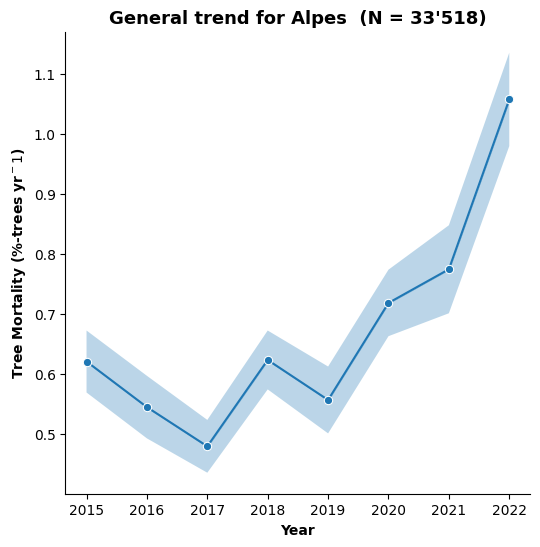 General trend for Alpes  (N = 33'518)
Tree Mortality (%-trees yr⁻1)
1.1
1.0
0.9
0.8
0.7
0.6
0.5
2015 2016 2017 2018 2019 2020 2021 2022
Year